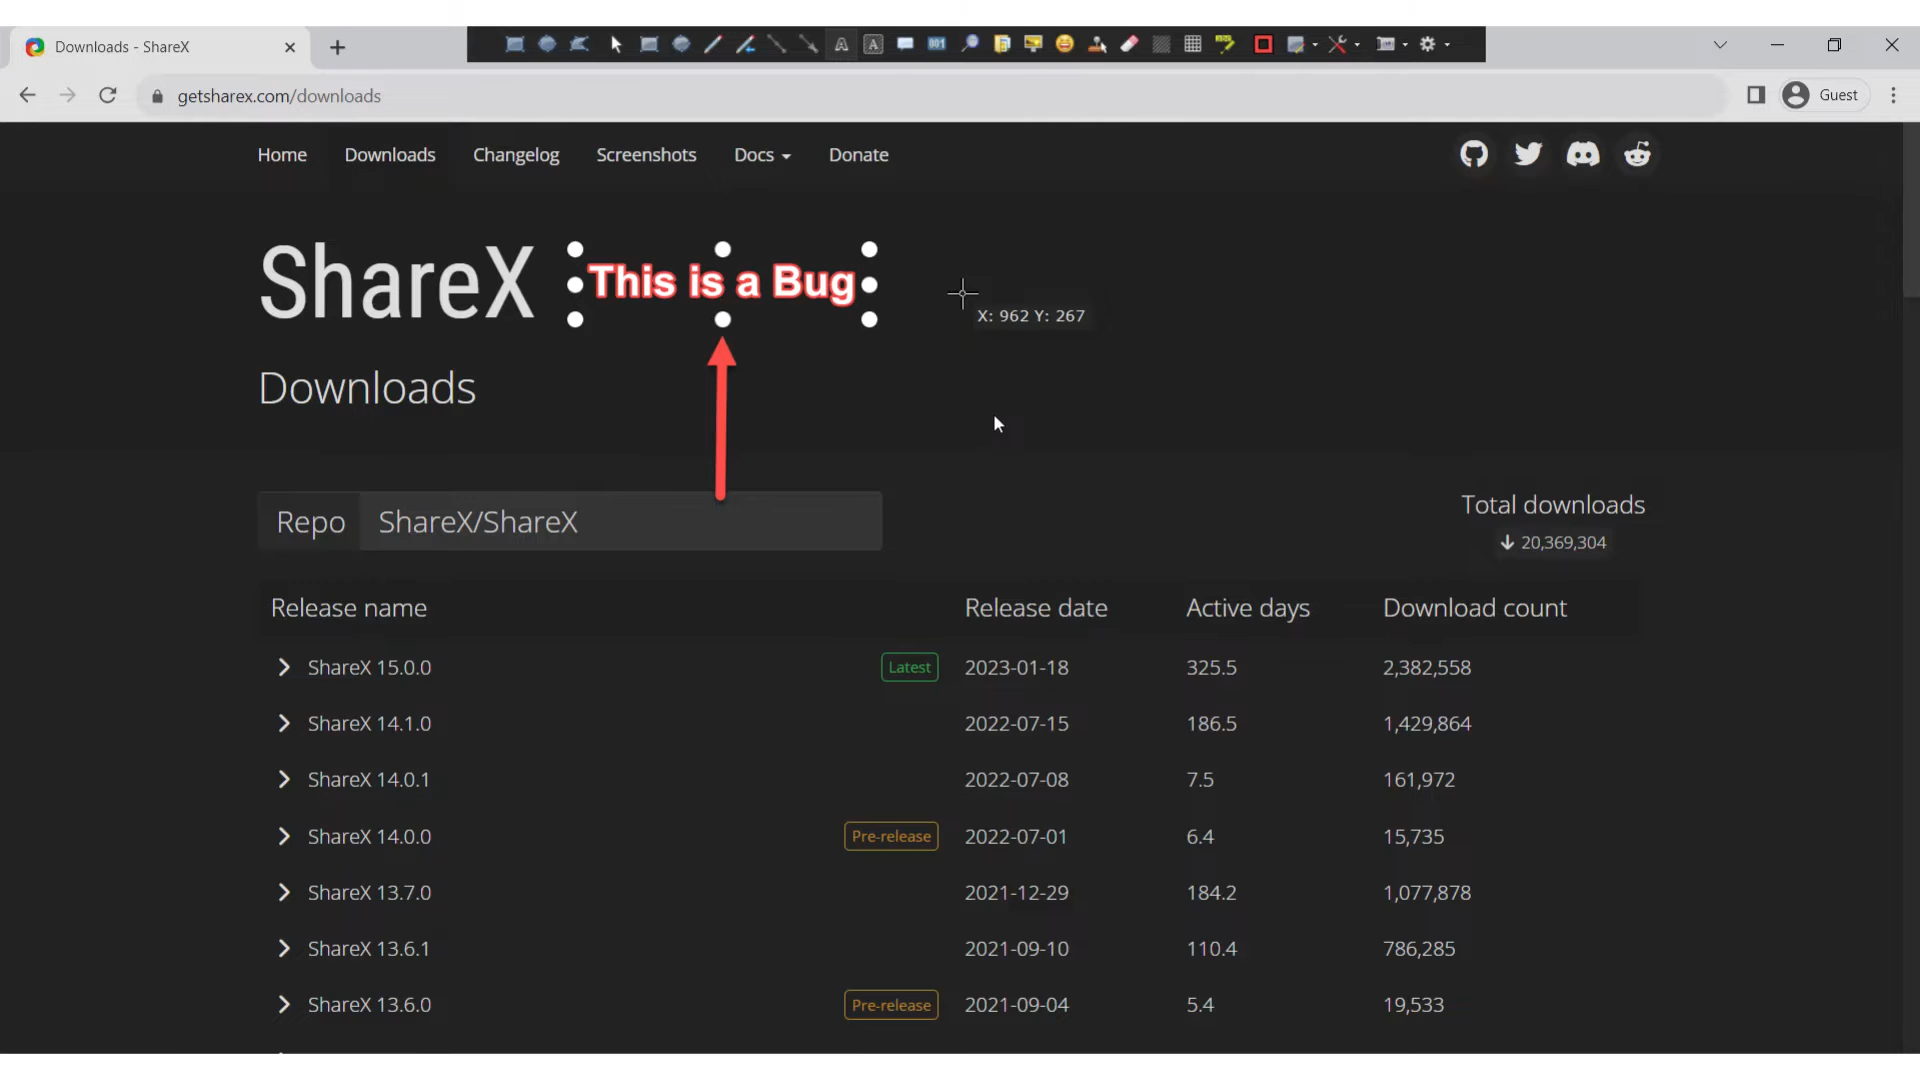 Downloads - ShareX
getsharex.com/downloads
Guest
Home Downloads Changelog Screenshots Docs Donate
ShareX This is a Bug
X: 962 Y: 267
Downloads
Repo ShareX/ShareX
Total downloads
20,369,304
Release name Release date Active days Download count
ShareX 15.0.0 Latest 2023-01-18 325.5 2,382,558
ShareX 14.1.0 2022-07-15 186.5 1,429,864
ShareX 14.0.1 2022-07-08 7.5 161,972
ShareX 14.0.0 Pre-release 2022-07-01 6.4 15,735
ShareX 13.7.0 2021-12-29 184.2 1,077,878
ShareX 13.6.1 2021-09-10 110.4 786,285
ShareX 13.6.0 Pre-release 2021-09-04 5.4 19,533